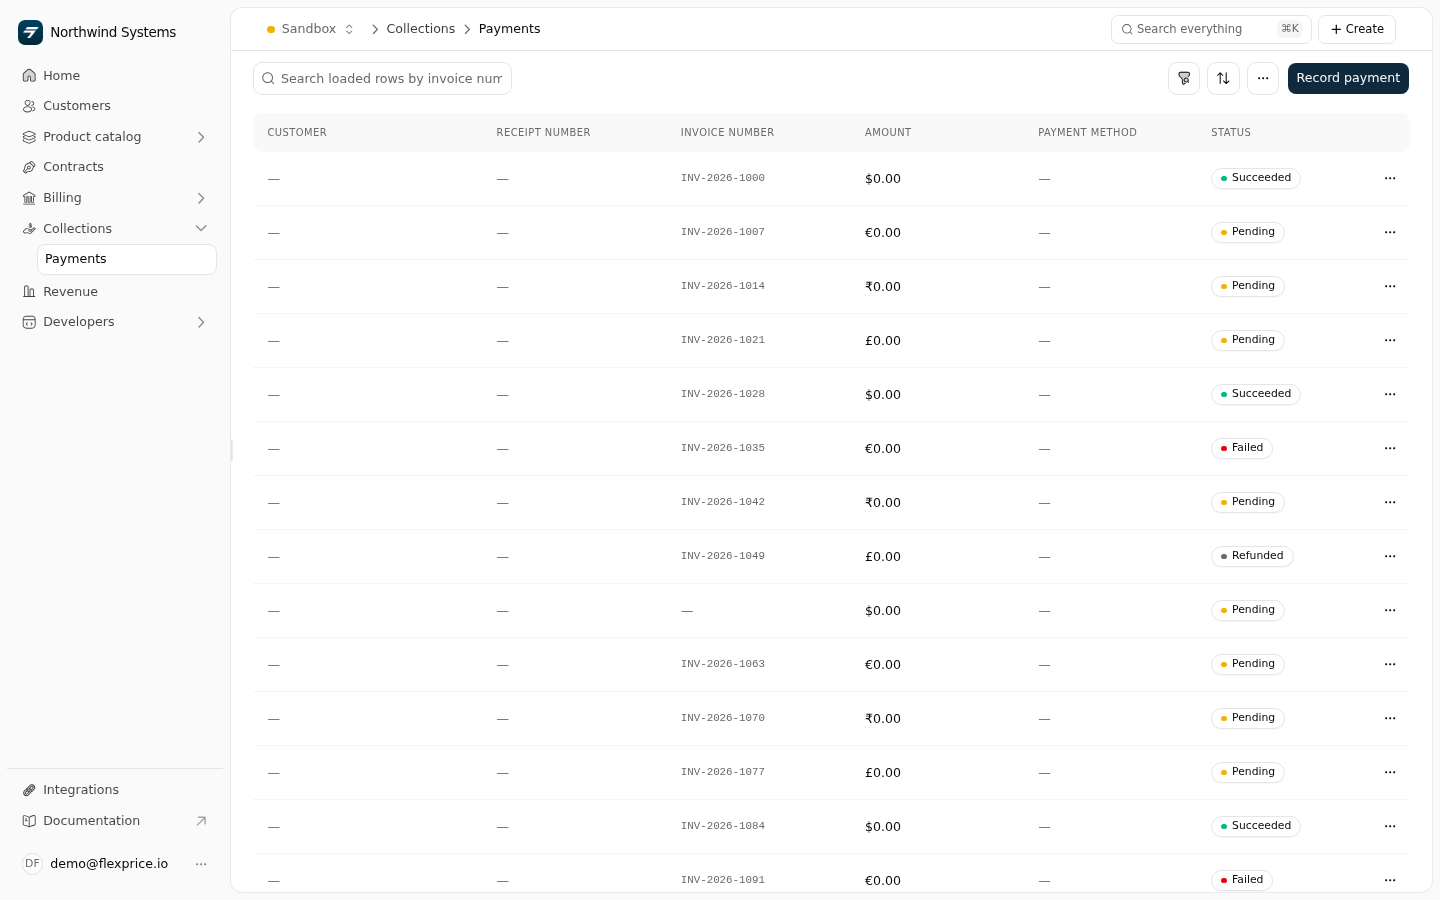 Northwind Systems
Home
Customers
Product catalog
Contracts
Billing
Collections
Payments
Revenue
Developers
Integrations
Documentation
DF demo@flexprice.io
Sandbox Collections Payments
Search everything ⌘K
+ Create
Search loaded rows by invoice num
Record payment
CUSTOMER RECEIPT NUMBER INVOICE NUMBER AMOUNT PAYMENT METHOD STATUS
— — INV-2026-1000 $0.00 — Succeeded
— — INV-2026-1007 €0.00 — Pending
— — INV-2026-1014 ₹0.00 — Pending
— — INV-2026-1021 £0.00 — Pending
— — INV-2026-1028 $0.00 — Succeeded
— — INV-2026-1035 €0.00 — Failed
— — INV-2026-1042 ₹0.00 — Pending
— — INV-2026-1049 £0.00 — Refunded
— — — $0.00 — Pending
— — INV-2026-1063 €0.00 — Pending
— — INV-2026-1070 ₹0.00 — Pending
— — INV-2026-1077 £0.00 — Pending
— — INV-2026-1084 $0.00 — Succeeded
— — INV-2026-1091 €0.00 — Failed